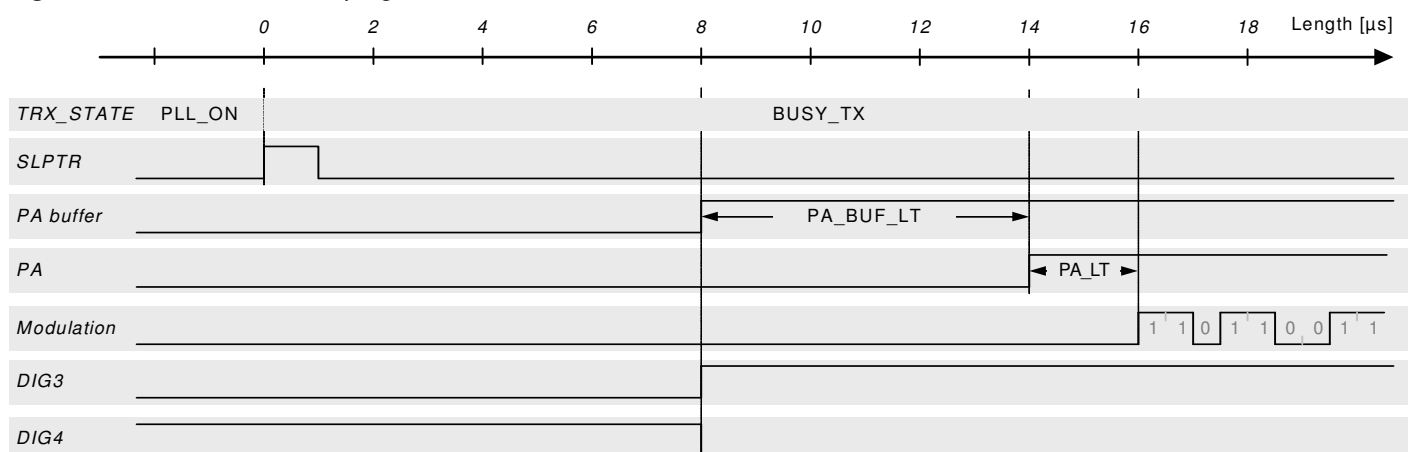 0 2 4 6 8 10 12 14 16 18 Length [µs]
TRX_STATE PLL_ON BUSY_TX
SLPTR
PA buffer PA_BUF_LT
PA PA_LT
Modulation 1 1 0 1 1 0 0 1 1
DIG3
DIG4